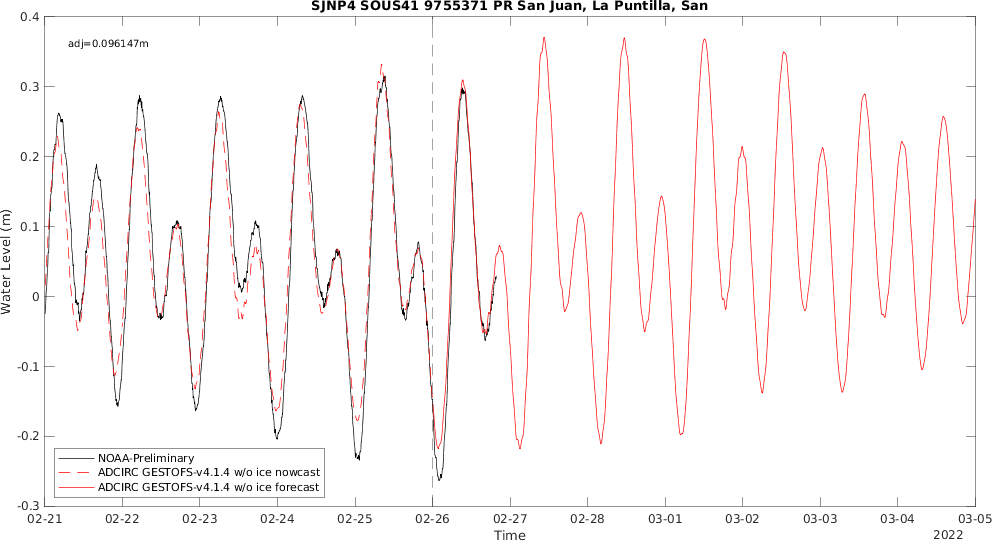 SJNP4 SOUS41 9755371 PR San Juan, La Puntilla, San
adj=0.096147m
Water Level (m)
0.4
0.3
0.2
0.1
0
-0.1
-0.2
-0.3
NOAA-Preliminary
ADCIRC GESTOFS-v4.1.4 w/o ice nowcast
ADCIRC GESTOFS-v4.1.4 w/o ice forecast
02-21 02-22 02-23 02-24 02-25 02-26 02-27 02-28 03-01 03-02 03-03 03-04 03-05
Time
2022